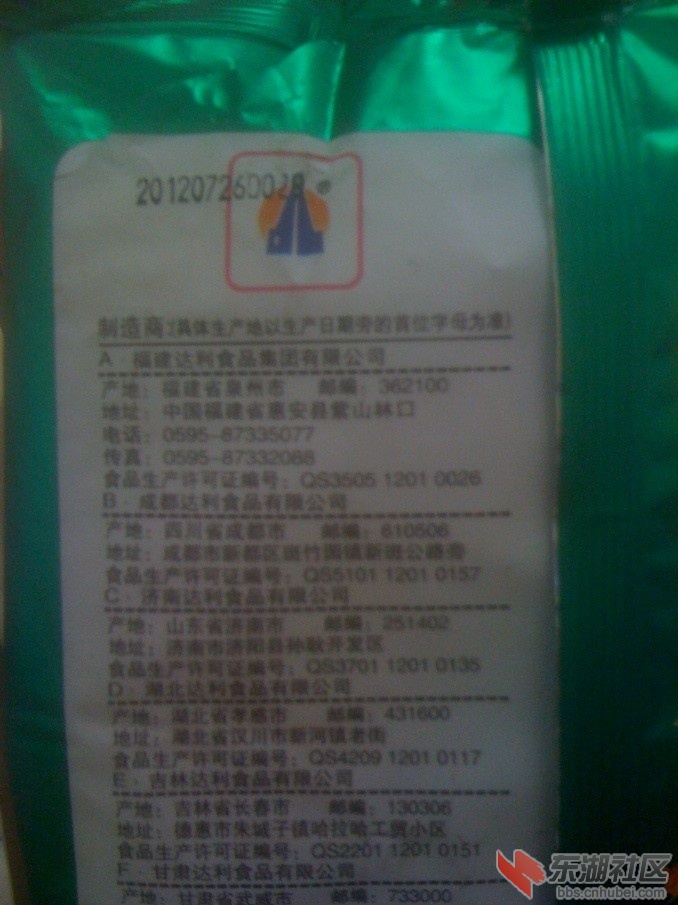 20120726D028
®
制造商:(具体生产地以生产日期旁的首位字母为准)
A·福建达利食品集团有限公司
产地:福建省泉州市 邮编:362100
地址:中国福建省惠安县紫山林口
电话:0595-87335077
传真:0595-87332088
食品生产许可证编号:QS3505 1201 0026
B·成都达利食品有限公司
产地:四川省成都市 邮编:610506
地址:成都市新都区斑竹园镇新斑公路旁
食品生产许可证编号:QS5101 1201 0157
C·济南达利食品有限公司
产地:山东省济南市 邮编:251402
地址:济南市济阳县孙耿开发区
食品生产许可证编号:QS3701 1201 0135
D·湖北达利食品有限公司
产地:湖北省孝感市 邮编:431600
地址:湖北省汉川市新河镇老街
食品生产许可证编号:QS4209 1201 0117
E·吉林达利食品有限公司
产地:吉林省长春市 邮编:130306
地址:德惠市朱城子镇哈拉哈工贸小区
食品生产许可证编号:QS2201 1201 0151
F·甘肃达利食品有限公司
产地:甘肃省武威市 邮编:733000
东湖社区
bbs.cnhubei.com